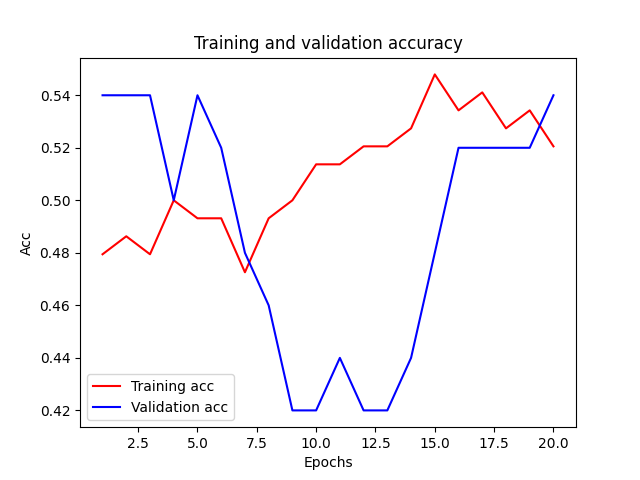 Training and validation accuracy
Acc
0.54
0.52
0.50
0.48
0.46
0.44
0.42
Training acc
Validation acc
2.5 5.0 7.5 10.0 12.5 15.0 17.5 20.0
Epochs